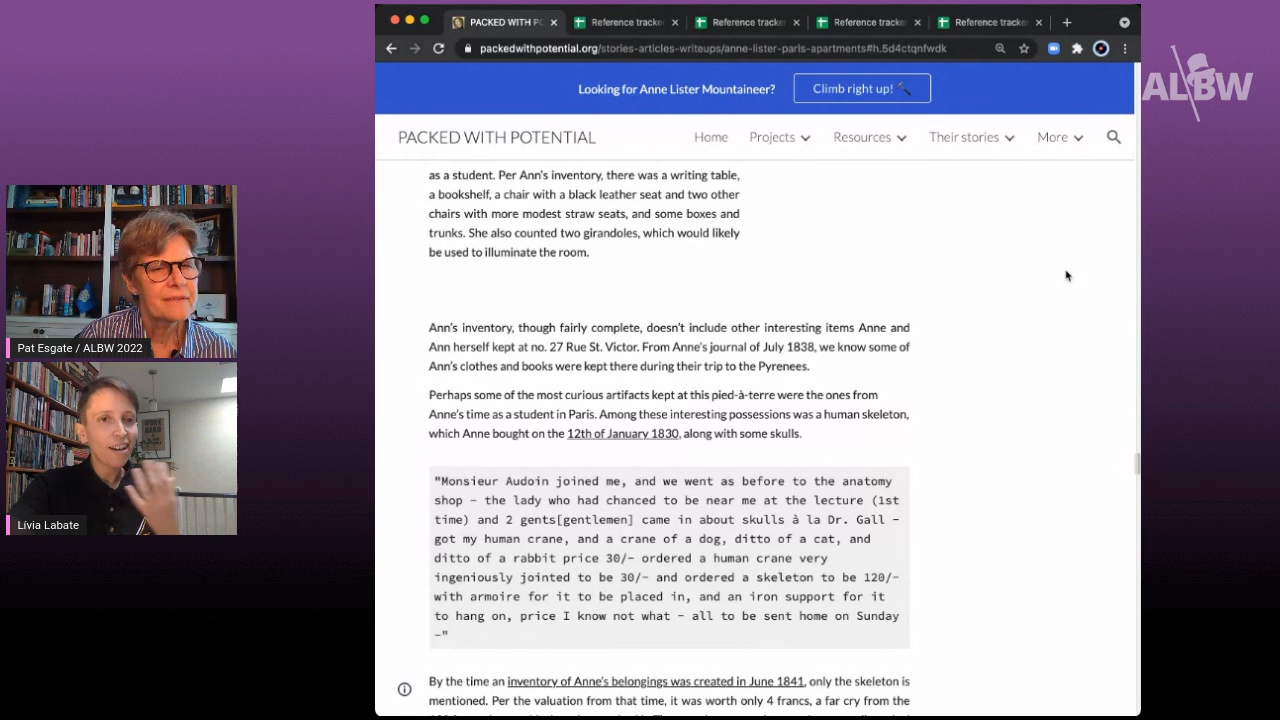 PACKED WITH PO
Reference tracke
Reference tracke
Reference tracke
Reference tracke
packedwithpotential.org/stories-articles-writeups/anne-lister-paris-apartments#h.5d4ctqnfwdk
Looking for Anne Lister Mountaineer?
Climb right up!
ALBW
PACKED WITH POTENTIAL
Home
Projects
Resources
Their stories
More
as a student. Per Ann's inventory, there was a writing table,
a bookshelf, a chair with a black leather seat and two other
chairs with more modest straw seats, and some boxes and
trunks. She also counted two girandoles, which would likely
be used to illuminate the room.
Ann's inventory, though fairly complete, doesn't include other interesting items Anne and
Ann herself kept at no. 27 Rue St. Victor. From Anne's journal of July 1838, we know some of
Ann's clothes and books were kept there during their trip to the Pyrenees.
Perhaps some of the most curious artifacts kept at this pied-à-terre were the ones from
Anne's time as a student in Paris. Among these interesting possessions was a human skeleton,
which Anne bought on the 12th of January 1830, along with some skulls.
"Monsieur Audoin joined me, and we went as before to the anatomy
shop – the lady who had chanced to be near me at the lecture (1st
time) and 2 gents[gentlemen] came in about skulls à la Dr. Gall –
got my human crane, and a crane of a dog, ditto of a cat, and
ditto of a rabbit price 30/- ordered a human crane very
ingeniously jointed to be 30/- and ordered a skeleton to be 120/-
with armoire for it to be placed in, and an iron support for it
to hang on, price I know not what – all to be sent home on Sunday
–"
By the time an inventory of Anne's belongings was created in June 1841, only the skeleton is
mentioned. Per the valuation from that time, it was worth only 4 francs, a far cry from the
Pat Esgate / ALBW 2022
WORK HARD
Lívia Labate